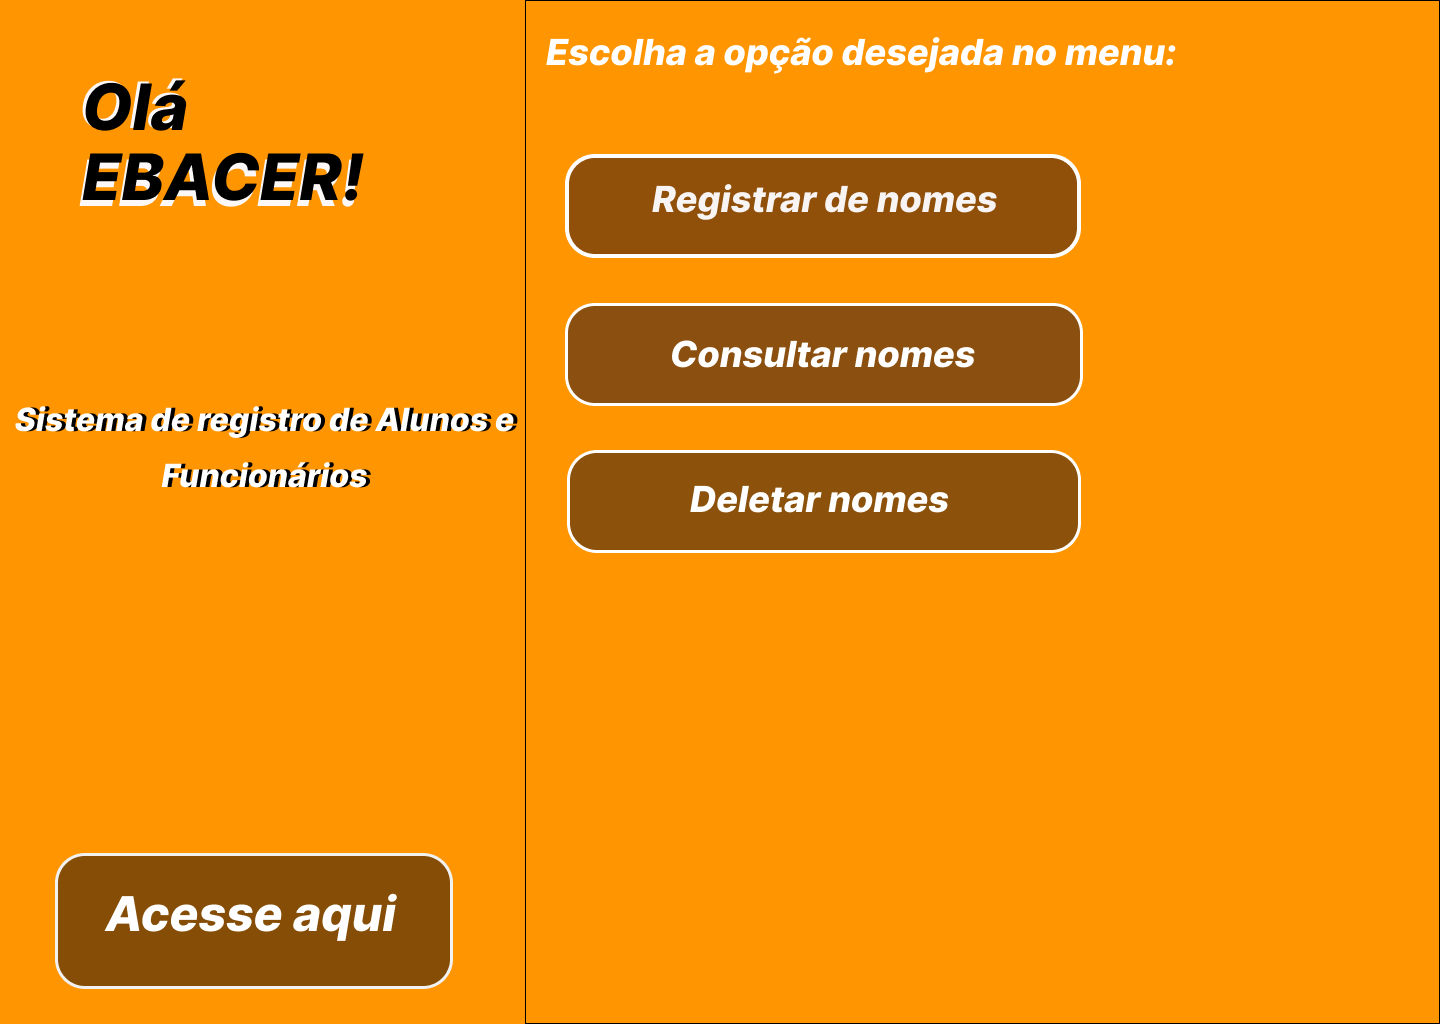 Olá
EBACER!
Sistema de registro de Alunos e
Funcionários
Acesse aqui
Escolha a opção desejada no menu:
Registrar de nomes
Consultar nomes
Deletar nomes